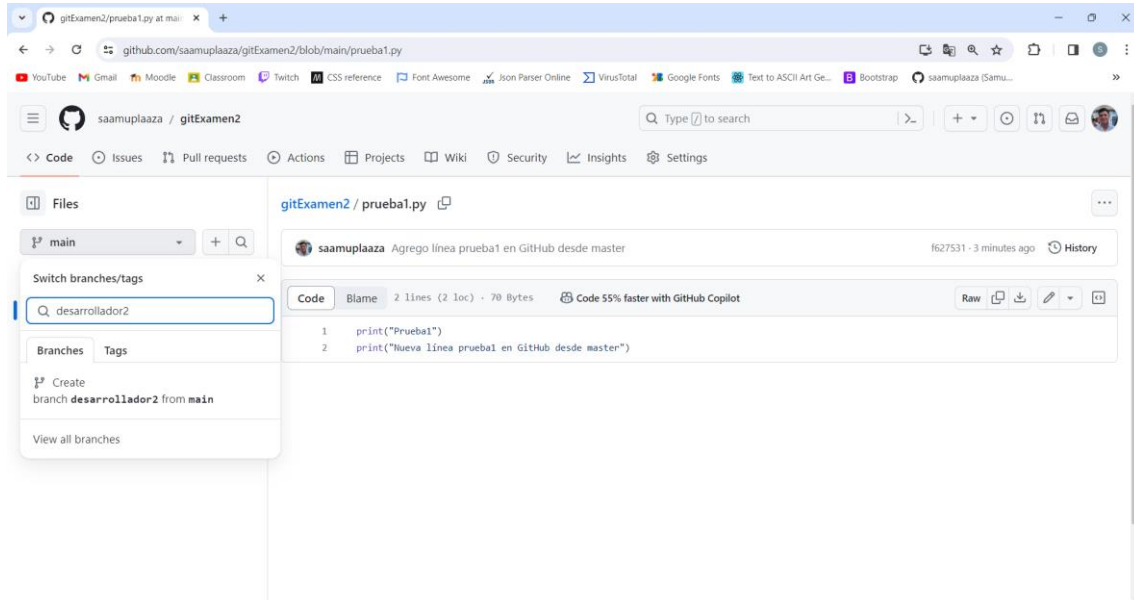 gitExamen2/prueba1.py at mai
github.com/saamuplaaza/gitExamen2/blob/main/prueba1.py
YouTube Gmail Moodle Classroom Twitch CSS reference Font Awesome Json Parser Online VirusTotal Google Fonts Text to ASCII Art Ge... Bootstrap saamuplaaza (Samu...
saamuplaaza / gitExamen2
Type / to search
Code Issues Pull requests Actions Projects Wiki Security Insights Settings
Files
gitExamen2 / prueba1.py
main
saamuplaaza Agrego línea prueba1 en GitHub desde master
f627531 · 3 minutes ago History
Switch branches/tags
desarrollador2
Branches Tags
Create
branch desarrollador2 from main
View all branches
Code Blame 2 lines (2 loc) · 70 Bytes Code 55% faster with GitHub Copilot Raw
1 print("Prueba1")
2 print("Nueva línea prueba1 en GitHub desde master")